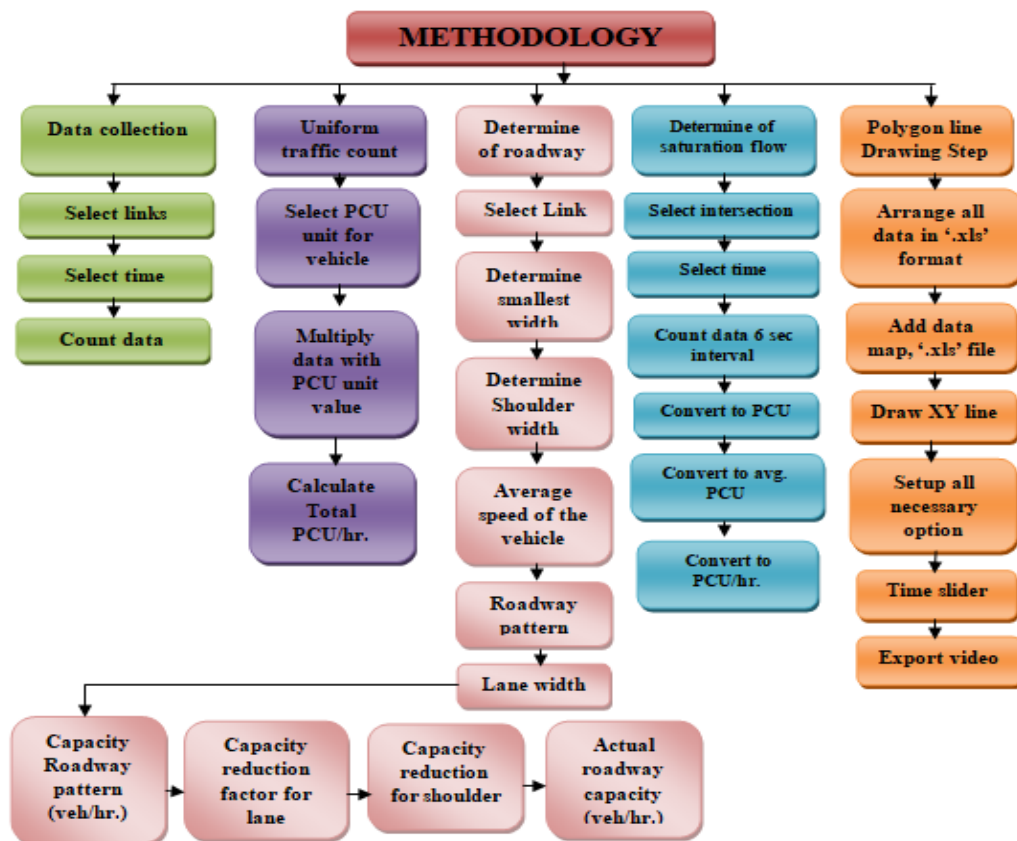 METHODOLOGY
Data collection
Select links
Select time
Count data
Uniform
traffic count
Select PCU
unit for
vehicle
Multiply
data with
PCU unit
value
Calculate
Total
PCU/hr.
Determine
of roadway
Select Link
Determine
smallest
width
Determine
Shoulder
width
Average
speed of the
vehicle
Roadway
pattern
Lane width
Capacity
Roadway
pattern
(veh/hr.)
Capacity
reduction
factor for
lane
Capacity
reduction
for shoulder
Actual
roadway
capacity
(veh/hr.)
Determine of
saturation flow
Select intersection
Select time
Count data 6 sec
interval
Convert to PCU
Convert to avg.
PCU
Convert to
PCU/hr.
Polygon line
Drawing Step
Arrange all
data in ‘.xls’
format
Add data
map, ‘.xls’ file
Draw XY line
Setup all
necessary
option
Time slider
Export video